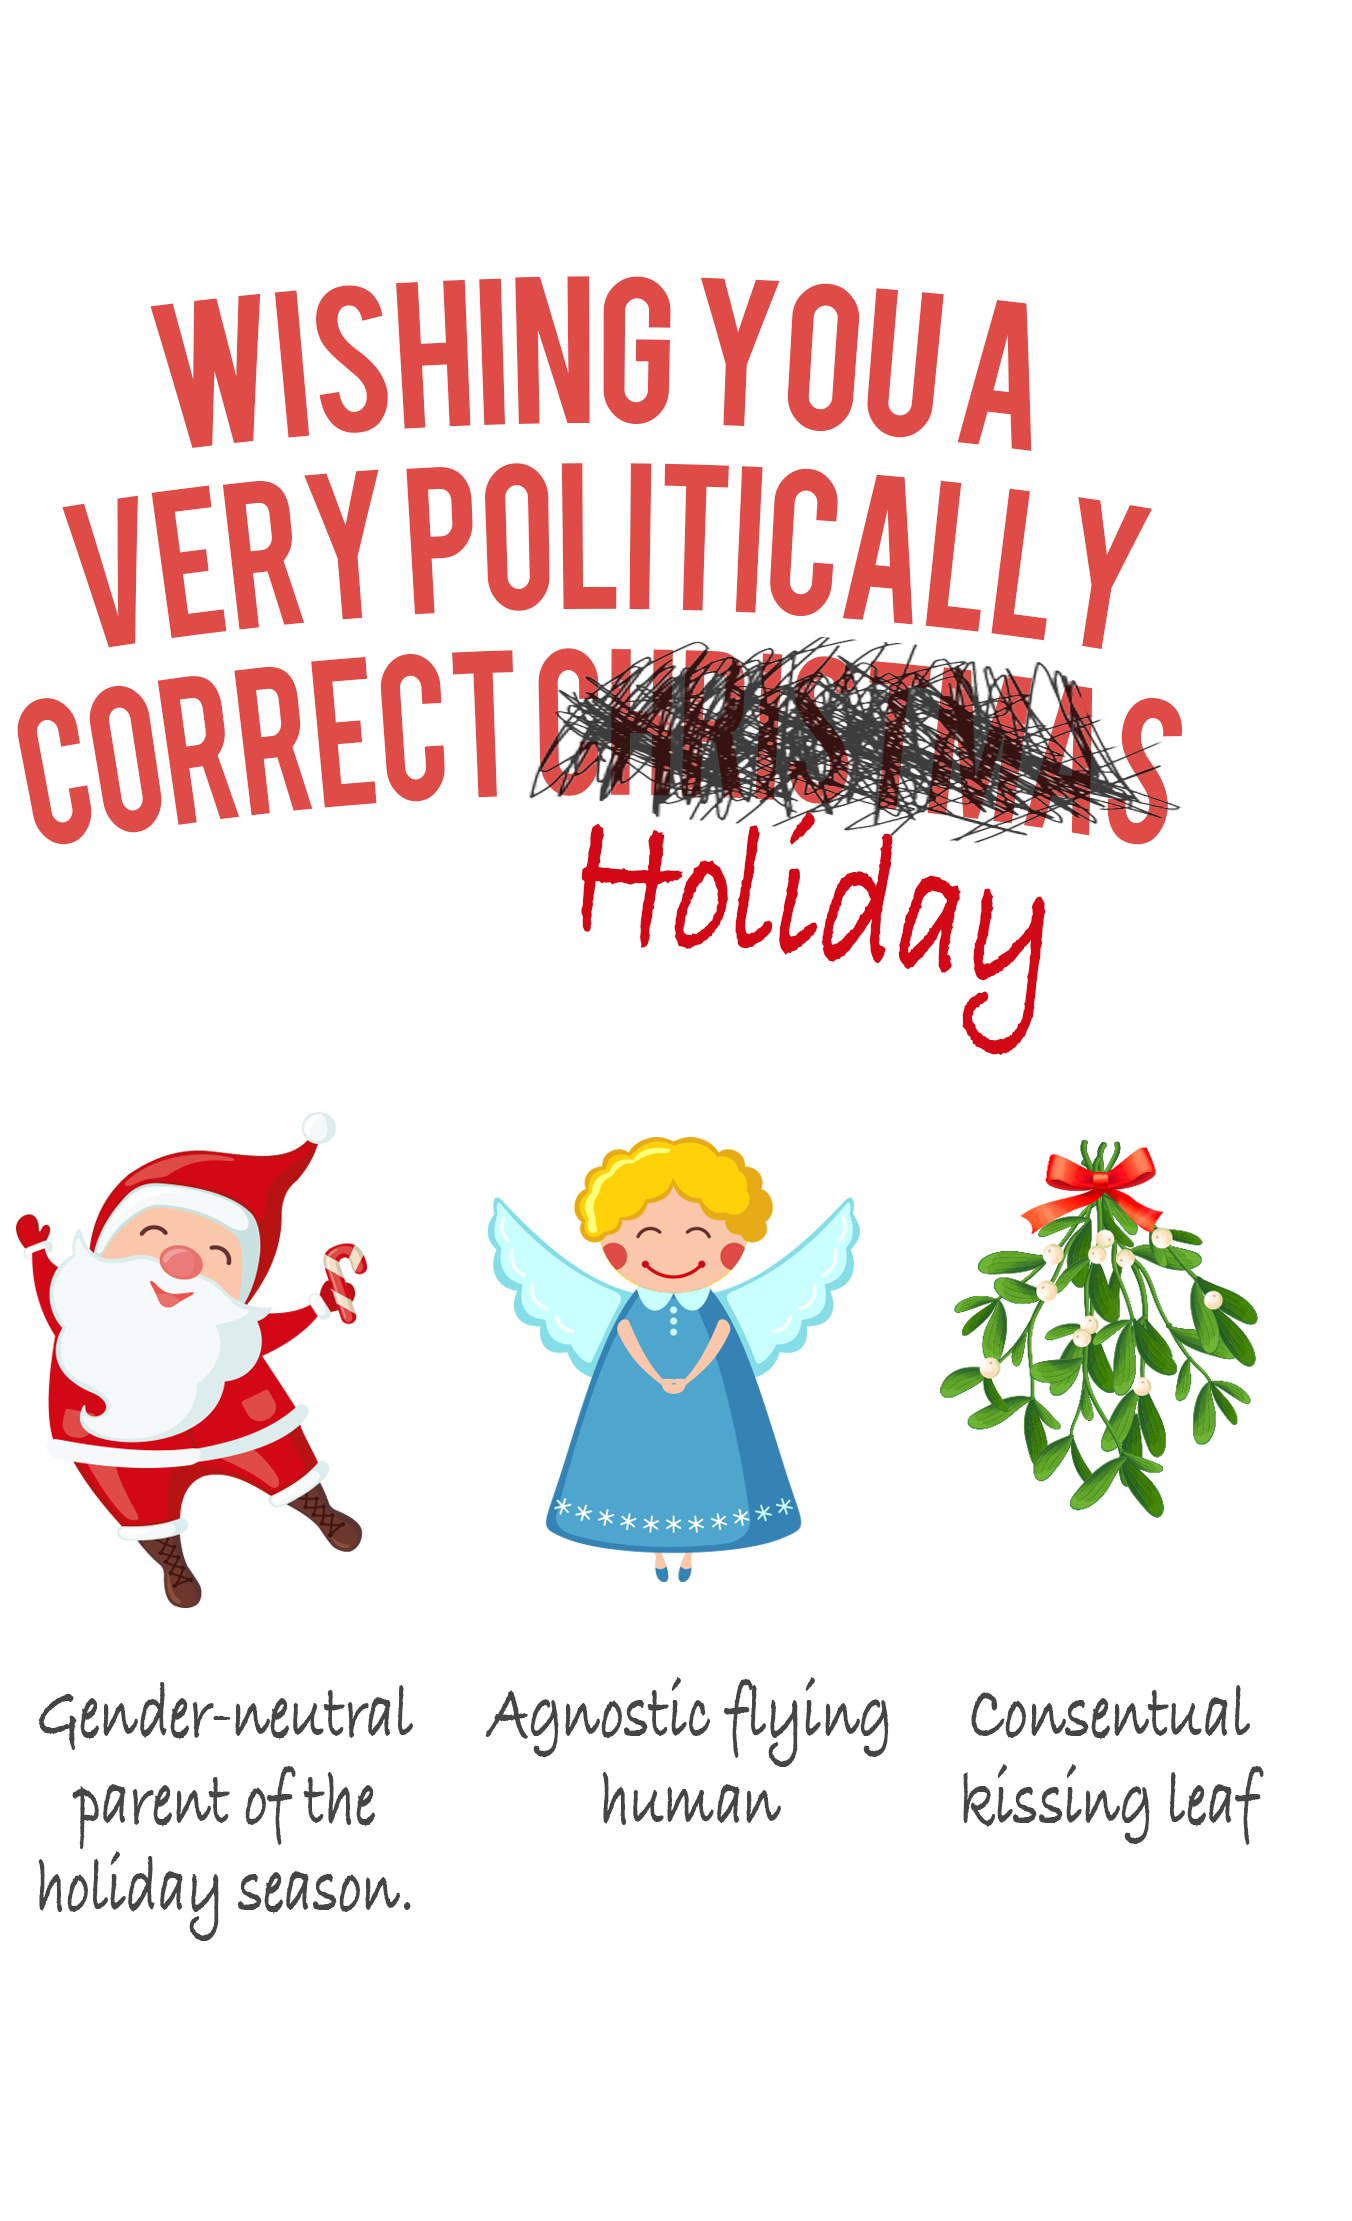 WISHING YOU A
VERY POLITICALLY
CORRECT CHRISTMAS
Holiday
Gender-neutral
parent of the
holiday season.
Agnostic flying
human
Consentual
kissing leaf